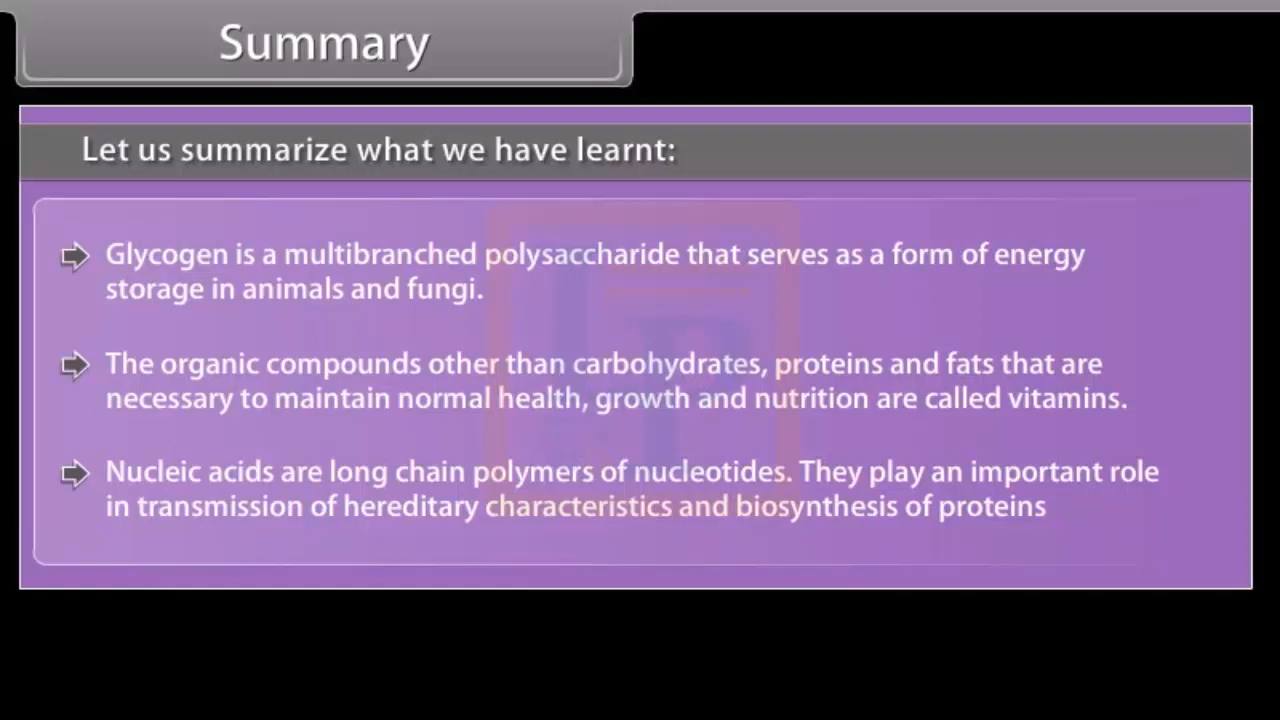 Summary
Let us summarize what we have learnt:
Glycogen is a multibranched polysaccharide that serves as a form of energy
storage in animals and fungi.
The organic compounds other than carbohydrates, proteins and fats that are
necessary to maintain normal health, growth and nutrition are called vitamins.
Nucleic acids are long chain polymers of nucleotides. They play an important role
in transmission of hereditary characteristics and biosynthesis of proteins